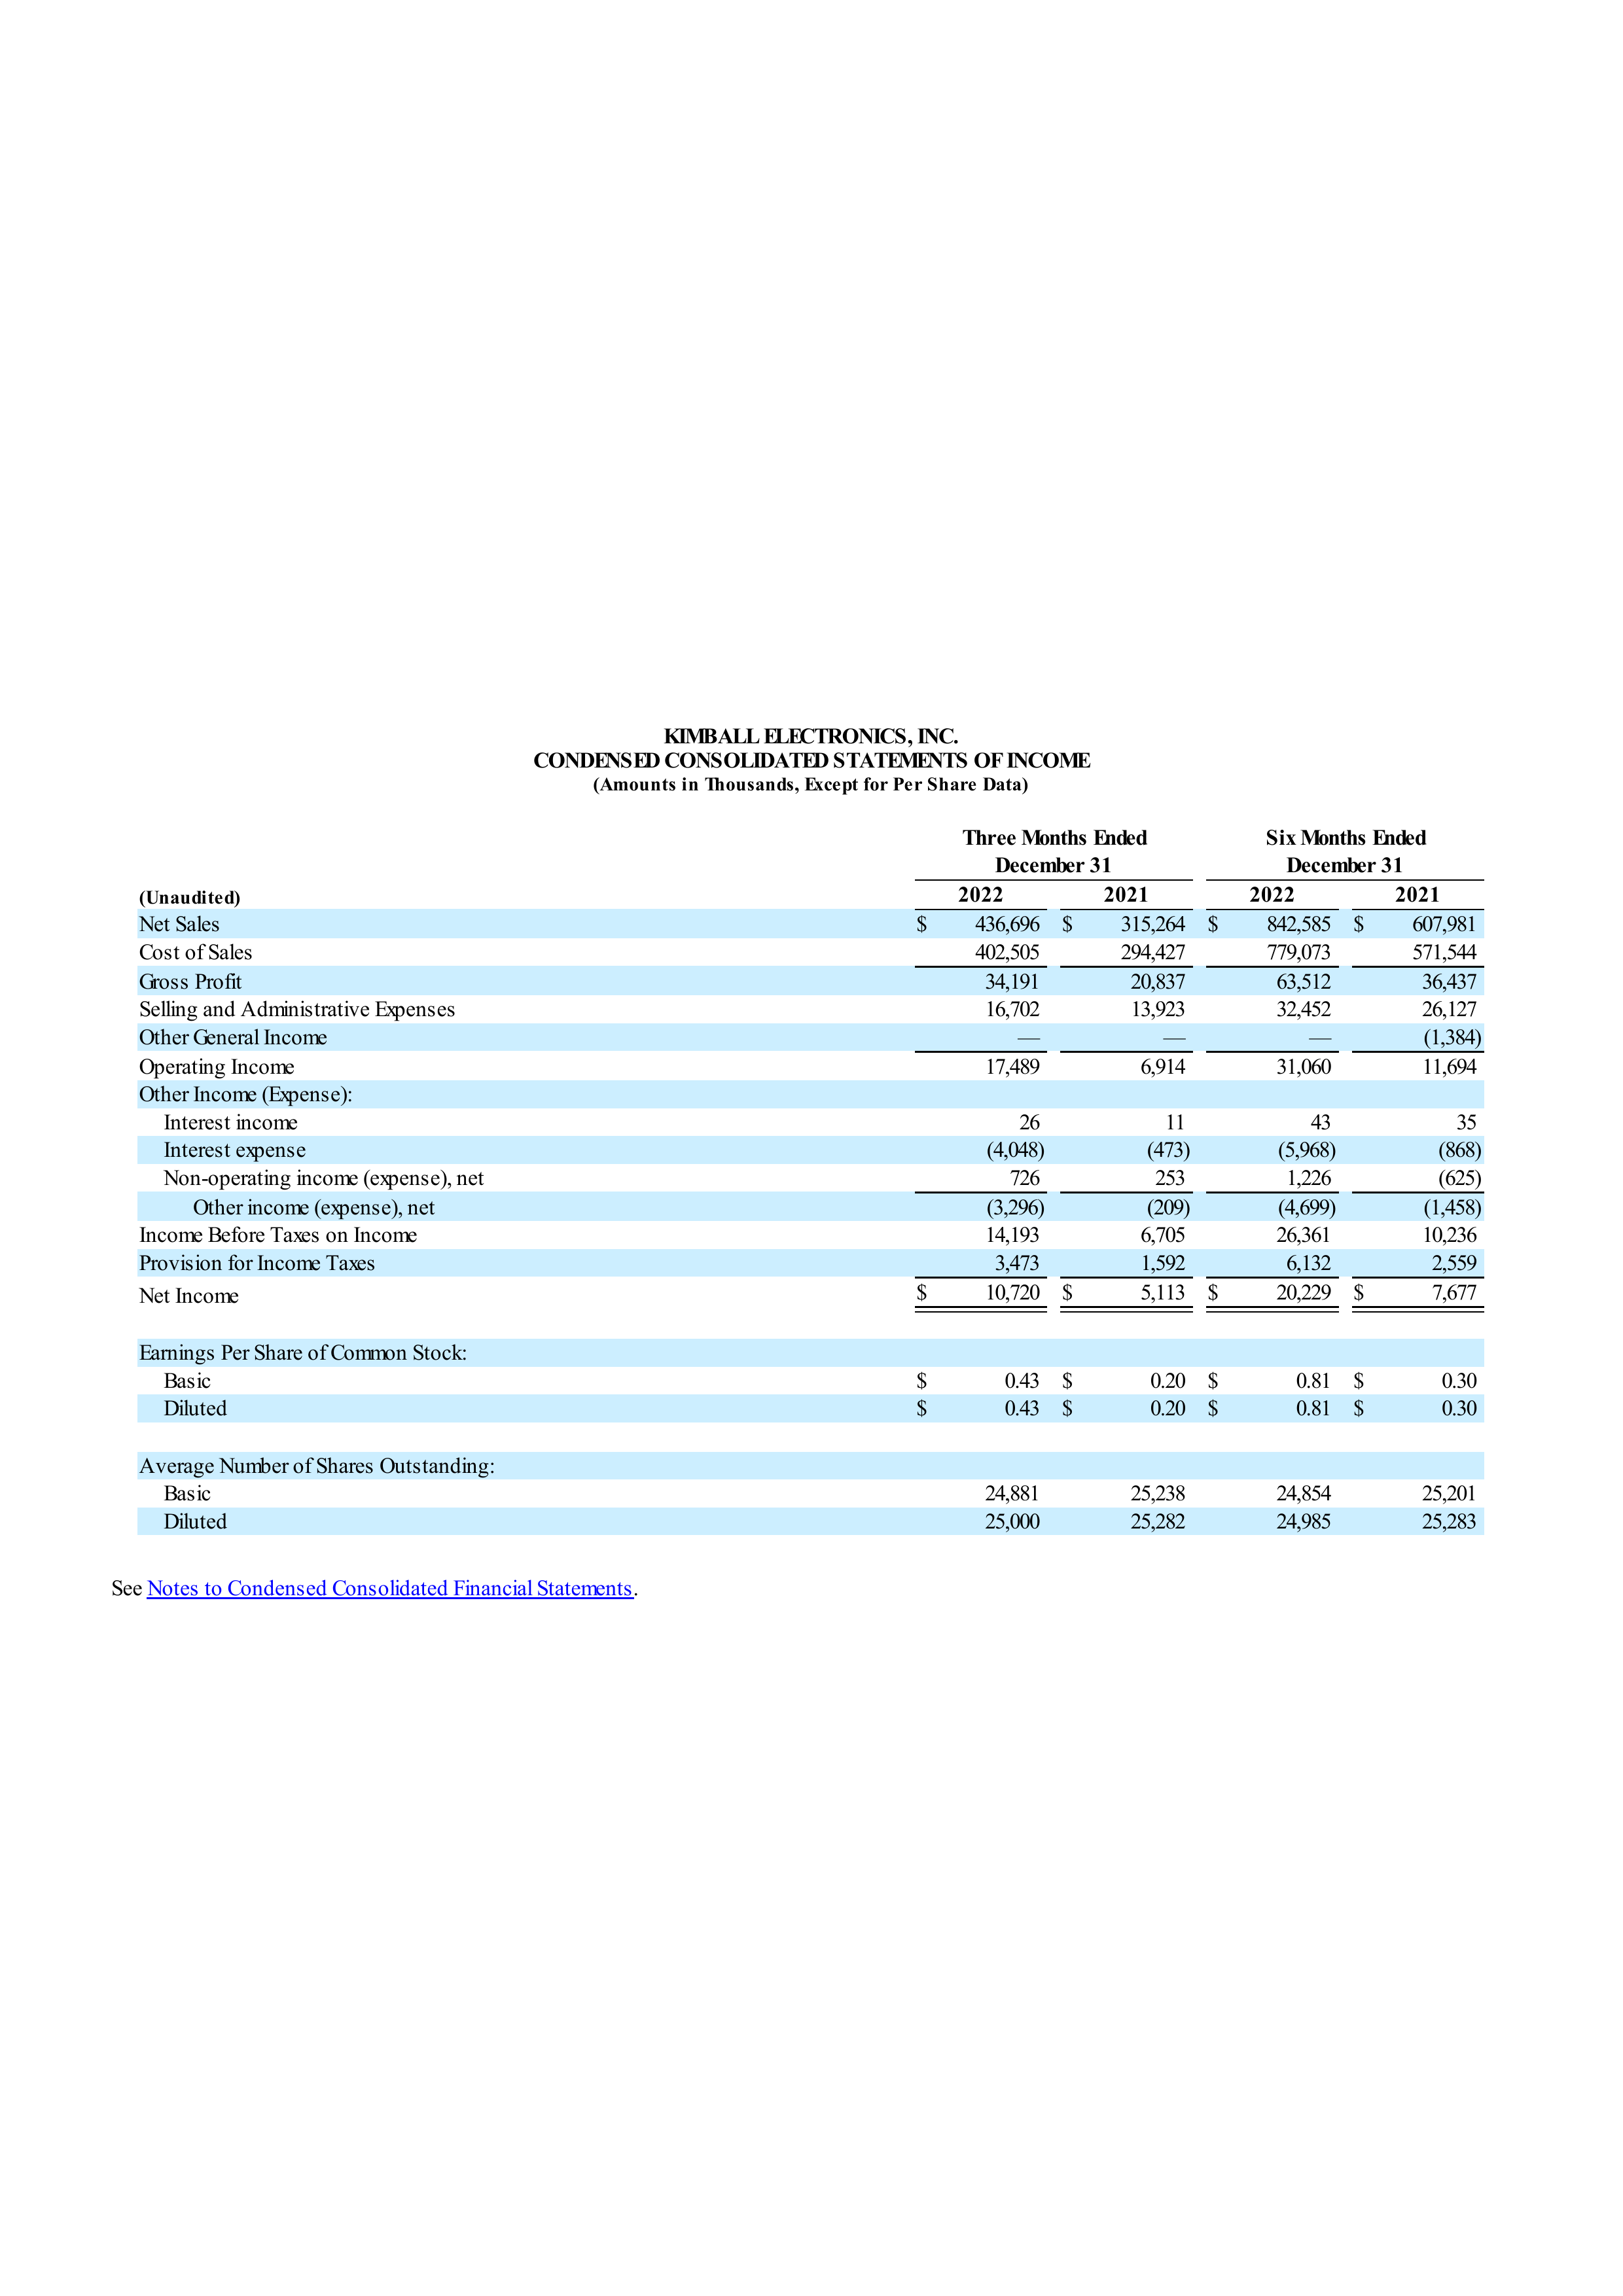 KIMBALL ELECTRONICS, INC.
CONDENSED CONSOLIDATED STATEMENTS OF INCOME
(Amounts in Thousands, Except for Per Share Data)
Three Months Ended Six Months Ended
December 31 December 31
(Unaudited) 2022 2021 2022 2021
Net Sales $ 436,696 $ 315,264 $ 842,585 $ 607,981
Cost of Sales 402,505 294,427 779,073 571,544
Gross Profit 34,191 20,837 63,512 36,437
Selling and Administrative Expenses 16,702 13,923 32,452 26,127
Other General Income — — — (1,384)
Operating Income 17,489 6,914 31,060 11,694
Other Income (Expense):
Interest income 26 11 43 35
Interest expense (4,048) (473) (5,968) (868)
Non-operating income (expense), net 726 253 1,226 (625)
Other income (expense), net (3,296) (209) (4,699) (1,458)
Income Before Taxes on Income 14,193 6,705 26,361 10,236
Provision for Income Taxes 3,473 1,592 6,132 2,559
Net Income $ 10,720 $ 5,113 $ 20,229 $ 7,677
Earnings Per Share of Common Stock:
Basic $ 0.43 $ 0.20 $ 0.81 $ 0.30
Diluted $ 0.43 $ 0.20 $ 0.81 $ 0.30
Average Number of Shares Outstanding:
Basic 24,881 25,238 24,854 25,201
Diluted 25,000 25,282 24,985 25,283
See Notes to Condensed Consolidated Financial Statements.